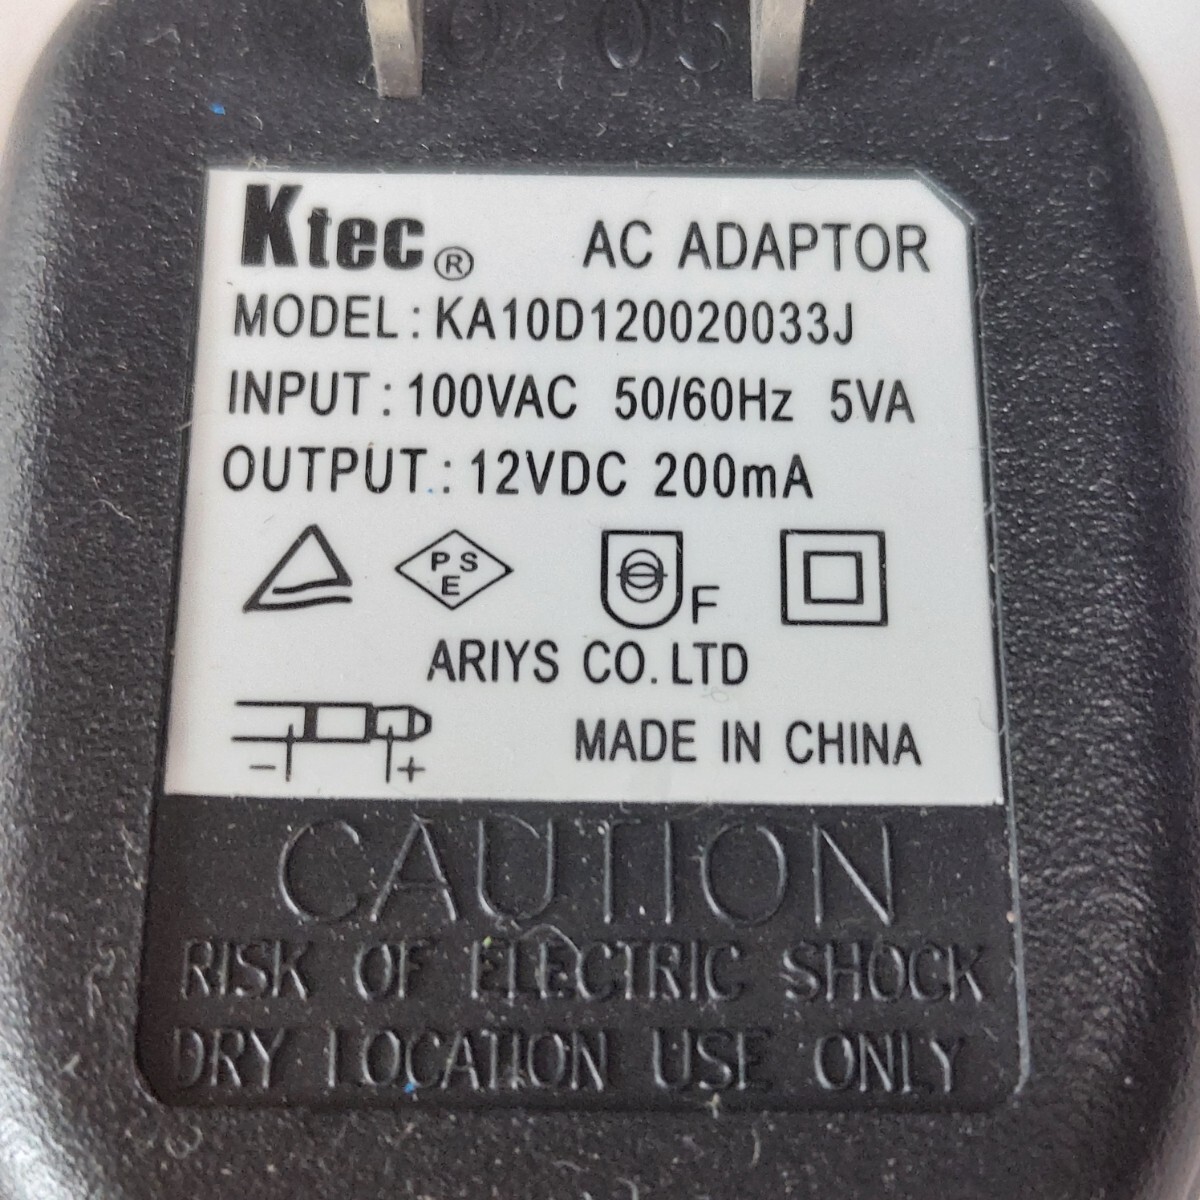 Ktec® AC ADAPTOR
MODEL: KA10D120020033J
INPUT: 100VAC 50/60Hz 5VA
OUTPUT: 12VDC 200mA
PSE
F
ARIYS CO. LTD
- +
MADE IN CHINA
CAUTION
RISK OF ELECTRIC SHOCK
DRY LOCATION USE ONLY